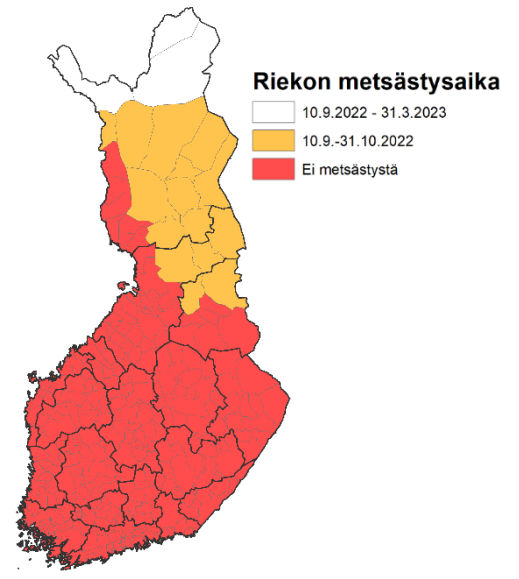 Riekon metsästysaika
10.9.2022 - 31.3.2023
10.9.-31.10.2022
Ei metsästystä